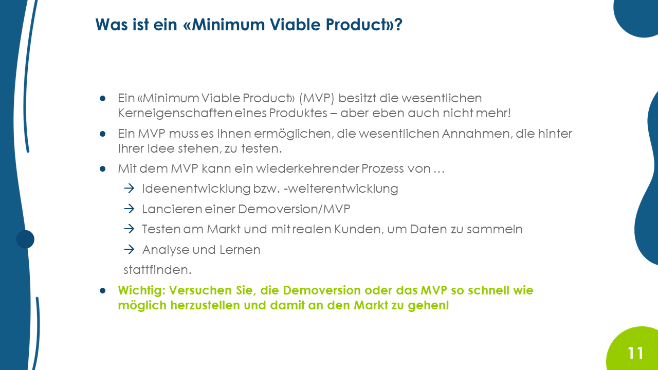 Was ist ein «Minimum Viable Product»?
● Ein «Minimum Viable Product» (MVP) besitzt die wesentlichen
Kerneigenschaften eines Produktes – aber eben auch nicht mehr!
● Ein MVP muss es Ihnen ermöglichen, die wesentlichen Annahmen, die hinter
Ihrer Idee stehen, zu testen.
● Mit dem MVP kann ein wiederkehrender Prozess von …
→ Ideenentwicklung bzw. -weiterentwicklung
→ Lancieren einer Demoversion/MVP
→ Testen am Markt und mit realen Kunden, um Daten zu sammeln
→ Analyse und Lernen
stattfinden.
● Wichtig: Versuchen Sie, die Demoversion oder das MVP so schnell wie
möglich herzustellen und damit an den Markt zu gehen!
11